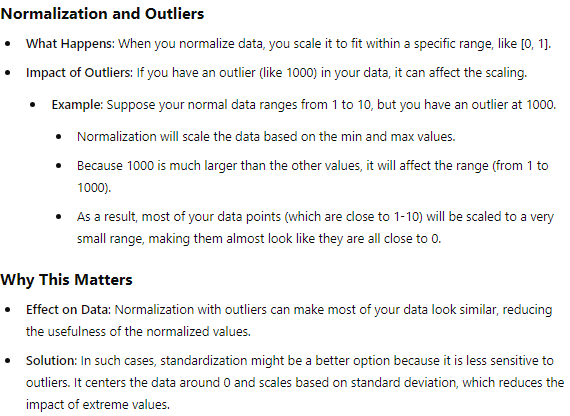 Normalization and Outliers
• What Happens: When you normalize data, you scale it to fit within a specific range, like [0, 1].
• Impact of Outliers: If you have an outlier (like 1000) in your data, it can affect the scaling.
• Example: Suppose your normal data ranges from 1 to 10, but you have an outlier at 1000.
• Normalization will scale the data based on the min and max values.
• Because 1000 is much larger than the other values, it will affect the range (from 1 to
1000).
• As a result, most of your data points (which are close to 1-10) will be scaled to a very
small range, making them almost look like they are all close to 0.
Why This Matters
• Effect on Data: Normalization with outliers can make most of your data look similar, reducing
the usefulness of the normalized values.
• Solution: In such cases, standardization might be a better option because it is less sensitive to
outliers. It centers the data around 0 and scales based on standard deviation, which reduces the
impact of extreme values.